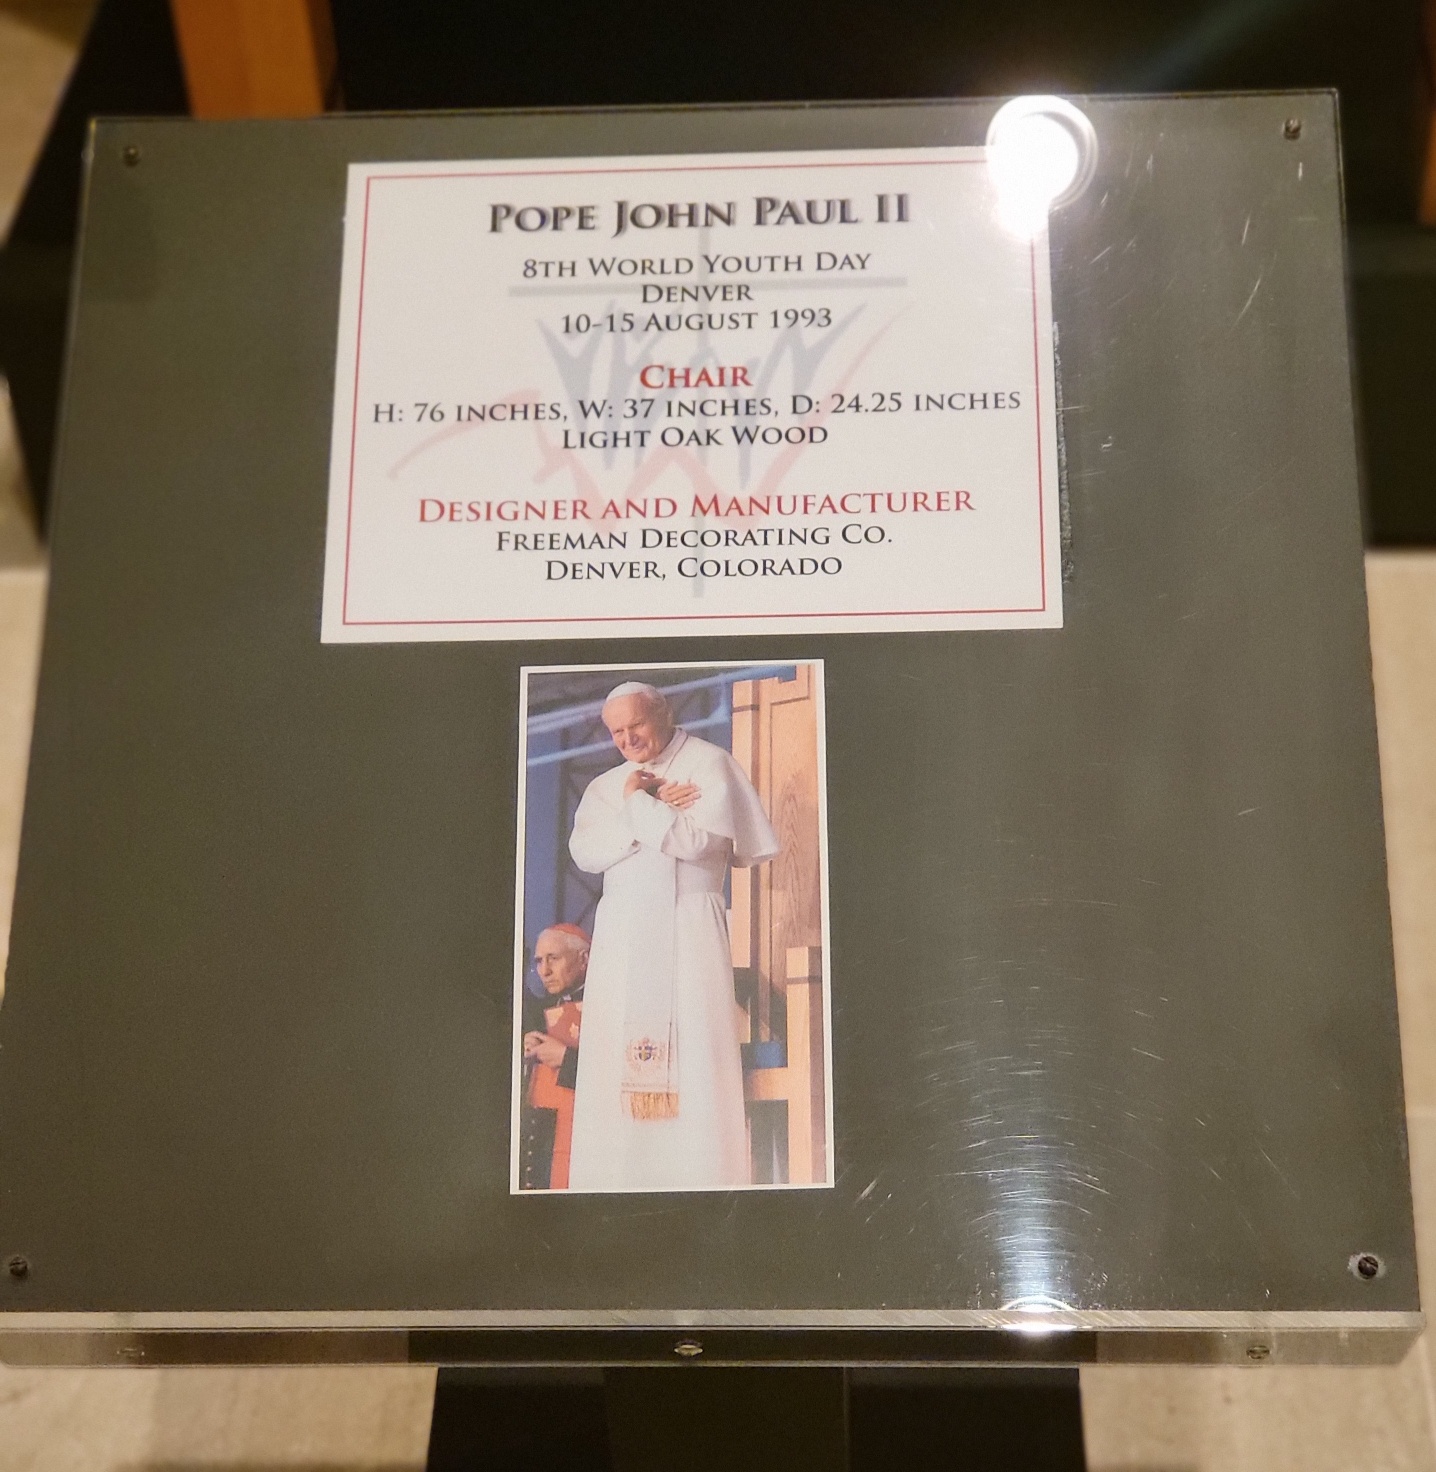 POPE JOHN PAUL II
8TH WORLD YOUTH DAY
DENVER
10-15 AUGUST 1993
CHAIR
H: 76 INCHES, W: 37 INCHES, D: 24.25 INCHES
LIGHT OAK WOOD
DESIGNER AND MANUFACTURER
FREEMAN DECORATING CO.
DENVER, COLORADO